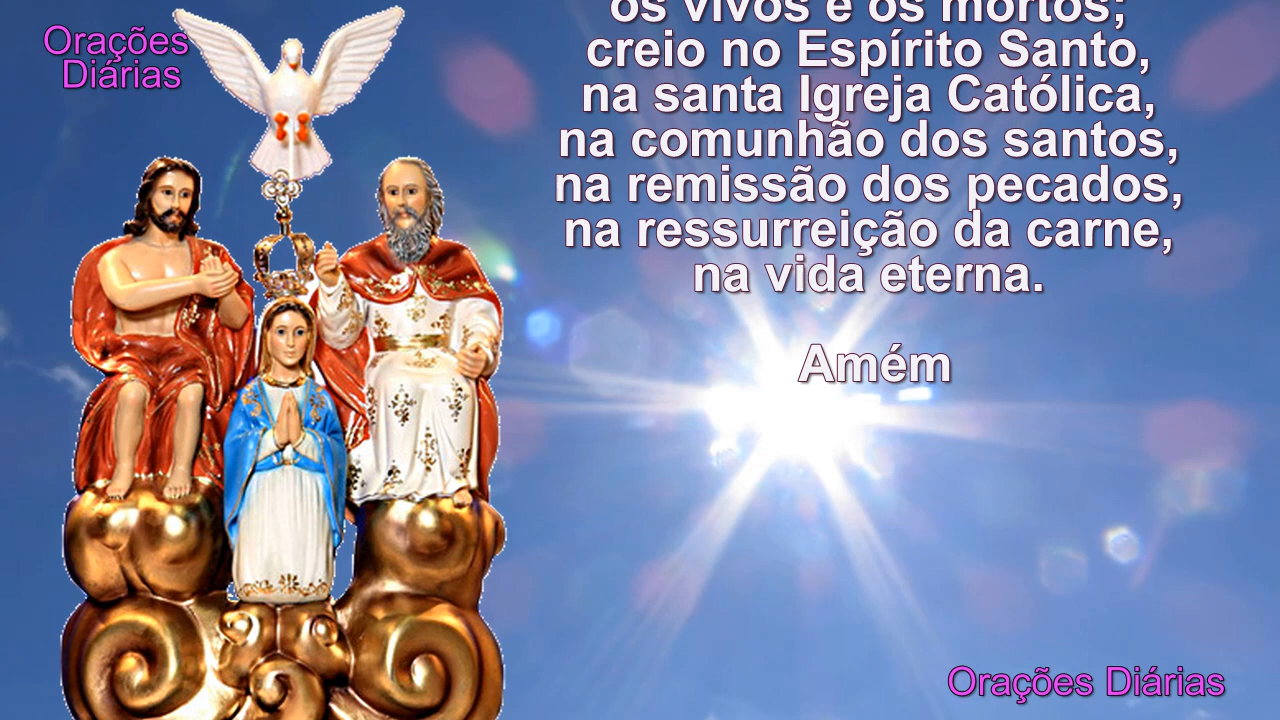 Orações
Diárias
os vivos e os mortos;
creio no Espírito Santo,
na santa Igreja Católica,
na comunhão dos santos,
na remissão dos pecados,
na ressurreição da carne,
na vida eterna.
Amém
Orações Diárias